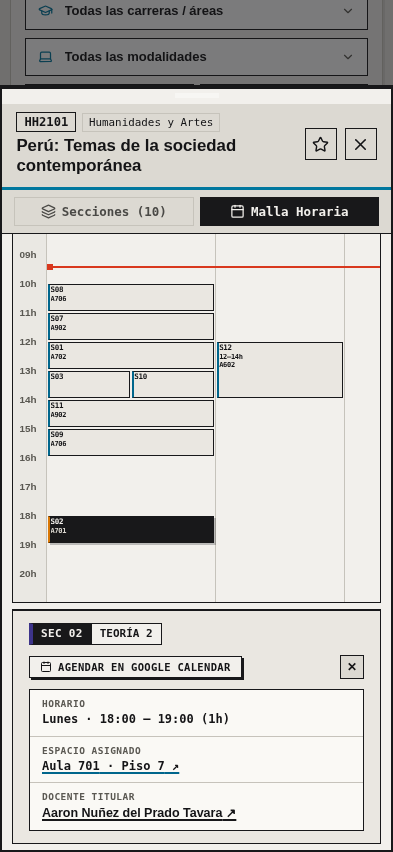 Todas las carreras / áreas
Todas las modalidades
HH2101 Humanidades y Artes
Perú: Temas de la sociedad
contemporánea
Secciones (10) Malla Horaria
09h
10h
S08
A706
11h
S07
A902
12h
S01
A702
S12
12–14h
A602
13h
S03 S10
14h
S11
A902
15h
S09
A706
16h
17h
18h
S02
A701
19h
20h
SEC 02 TEORÍA 2
AGENDAR EN GOOGLE CALENDAR ×
HORARIO
Lunes · 18:00 – 19:00 (1h)
ESPACIO ASIGNADO
Aula 701 · Piso 7 ↗
DOCENTE TITULAR
Aaron Nuñez del Prado Tavara ↗